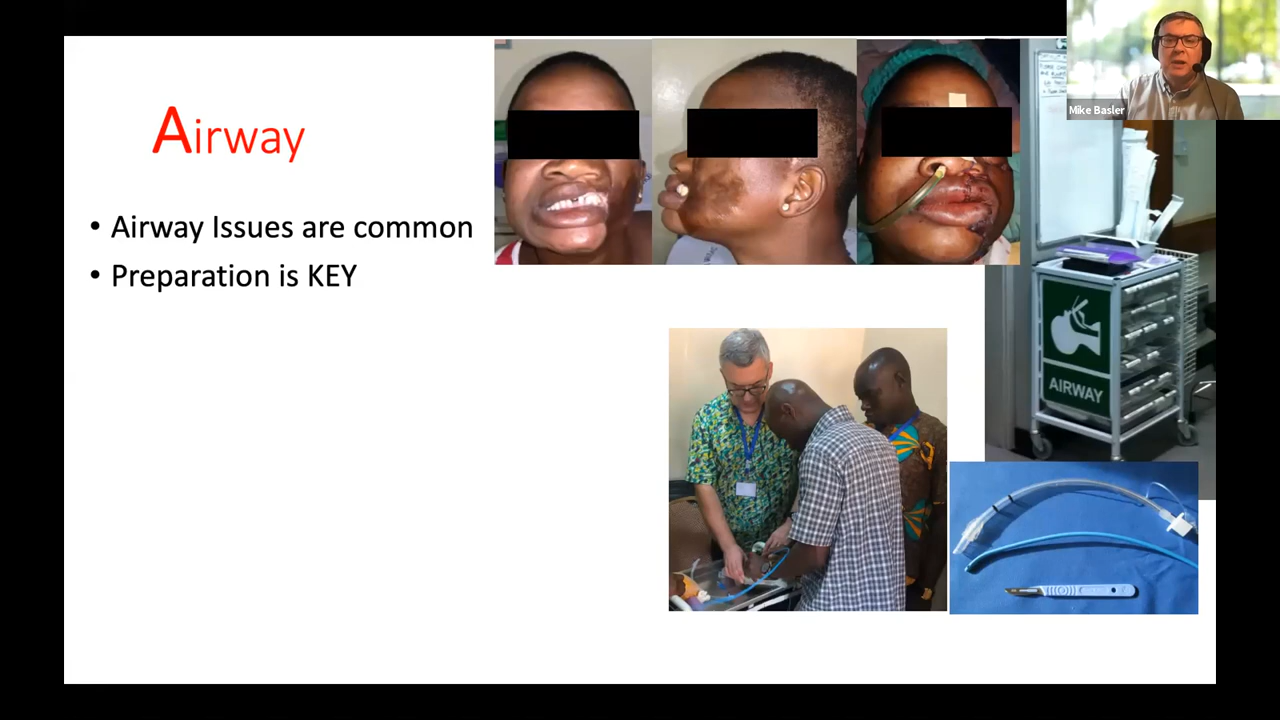 Airway
• Airway Issues are common
• Preparation is KEY
Mike Basler
AIRWAY